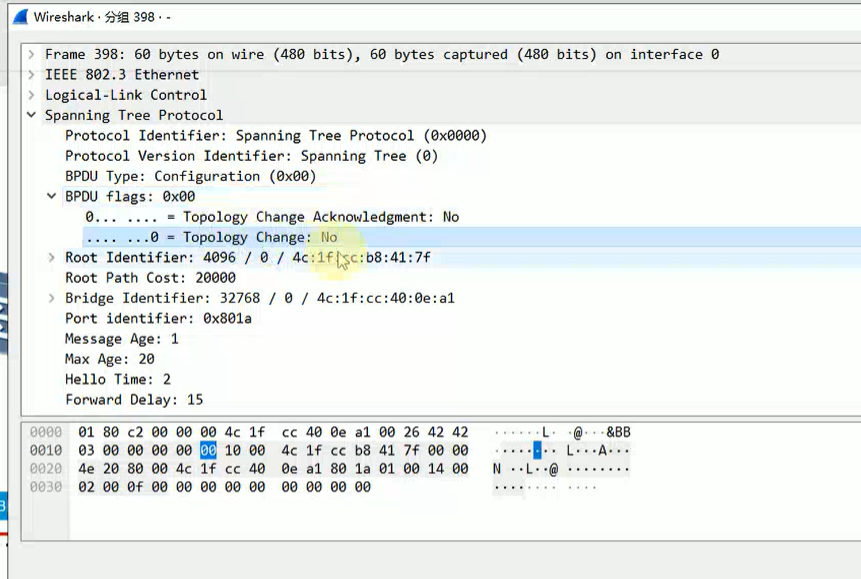 Wireshark · 分组 398 · -
Frame 398: 60 bytes on wire (480 bits), 60 bytes captured (480 bits) on interface 0
IEEE 802.3 Ethernet
Logical-Link Control
Spanning Tree Protocol
Protocol Identifier: Spanning Tree Protocol (0x0000)
Protocol Version Identifier: Spanning Tree (0)
BPDU Type: Configuration (0x00)
BPDU flags: 0x00
0... .... = Topology Change Acknowledgment: No
.... ...0 = Topology Change: No
Root Identifier: 4096 / 0 / 4c:1f:cc:b8:41:7f
Root Path Cost: 20000
Bridge Identifier: 32768 / 0 / 4c:1f:cc:40:0e:a1
Port identifier: 0x801a
Message Age: 1
Max Age: 20
Hello Time: 2
Forward Delay: 15
0000 01 80 c2 00 00 00 4c 1f cc 40 0e a1 00 26 42 42 ······L· ·@···&BB
0010 03 00 00 00 00 00 10 00 4c 1f cc b8 41 7f 00 00 ········ L···A···
0020 4e 20 80 00 4c 1f cc 40 0e a1 80 1a 01 00 14 00 N ··L··@ ········
0030 02 00 0f 00 00 00 00 00 00 00 00 00 ········ ····